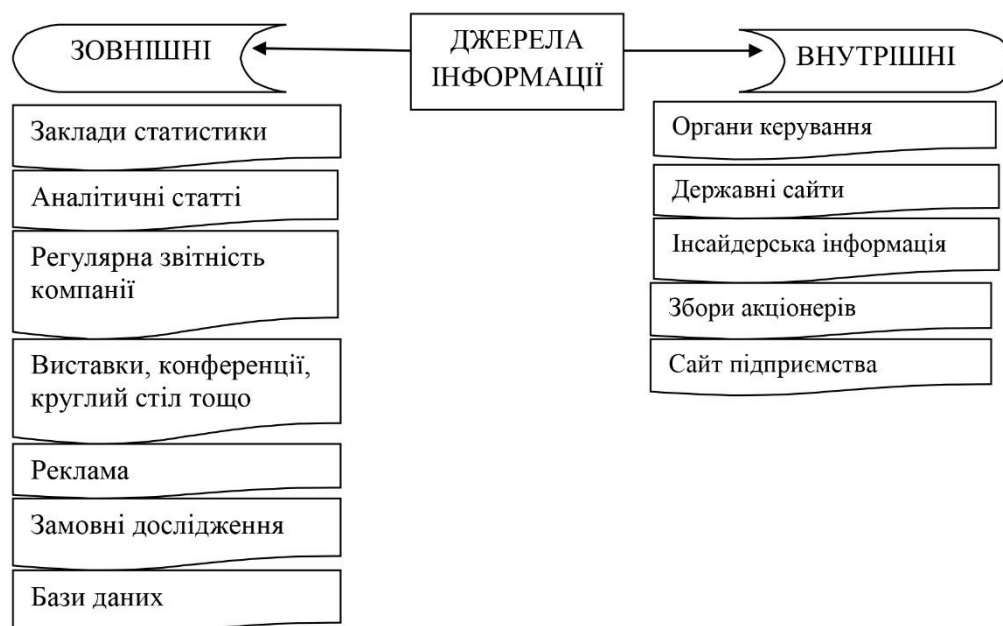 ДЖЕРЕЛА
ІНФОРМАЦІЇ
ЗОВНІШНІ
Заклади статистики
Аналітичні статті
Регулярна звітність
компанії
Виставки, конференції,
круглий стіл тощо
Реклама
Замовні дослідження
Бази даних
ВНУТРІШНІ
Органи керування
Державні сайти
Інсайдерська інформація
Збори акціонерів
Сайт підприємства